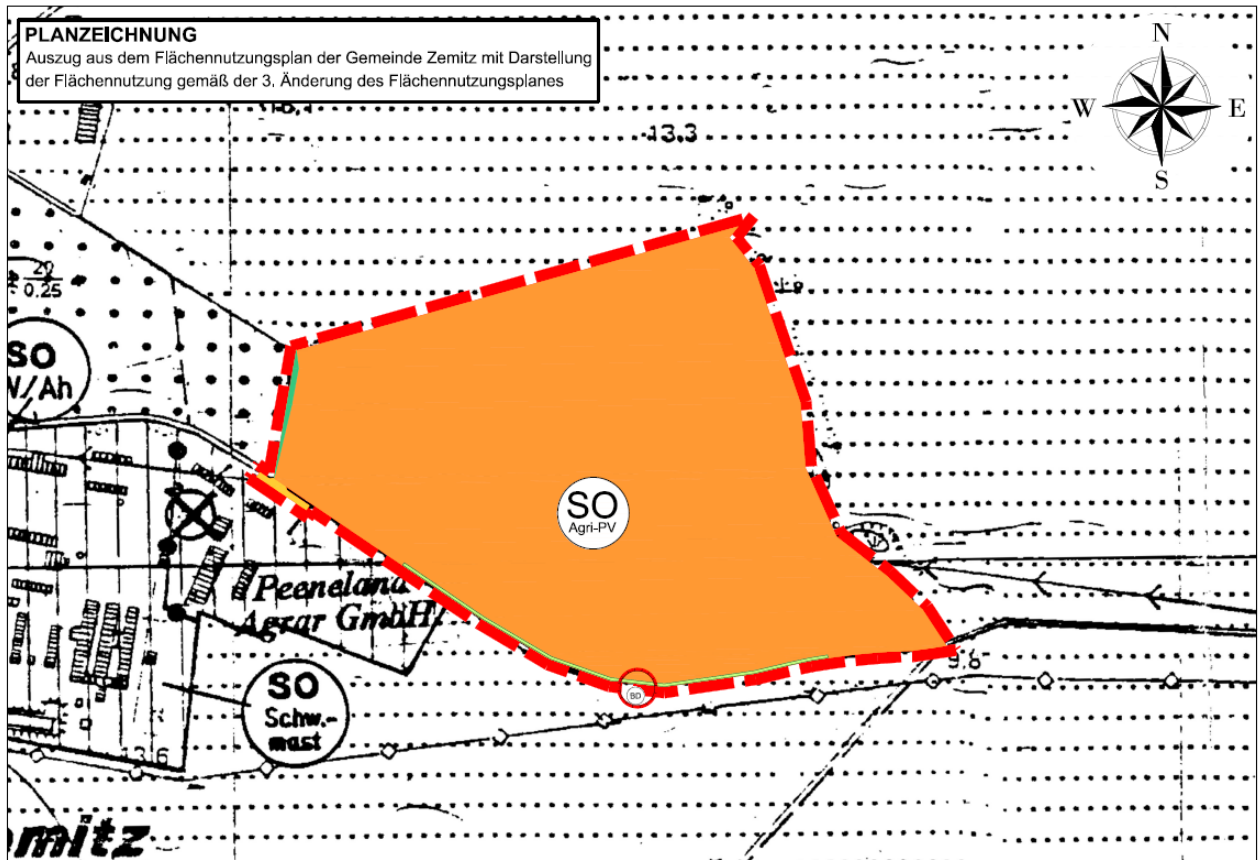 PLANZEICHNUNG
Auszug aus dem Flächennutzungsplan der Gemeinde Zemitz mit Darstellung
der Flächennutzung gemäß der 3. Änderung des Flächennutzungsplanes
N
W
E
S
13.3
20
0.25
SO
/Ah
SO
Agri-PV
Peeneland
Agrar GmbH
SO
Schw.-
mast
BD
9.8
13.6
mitz